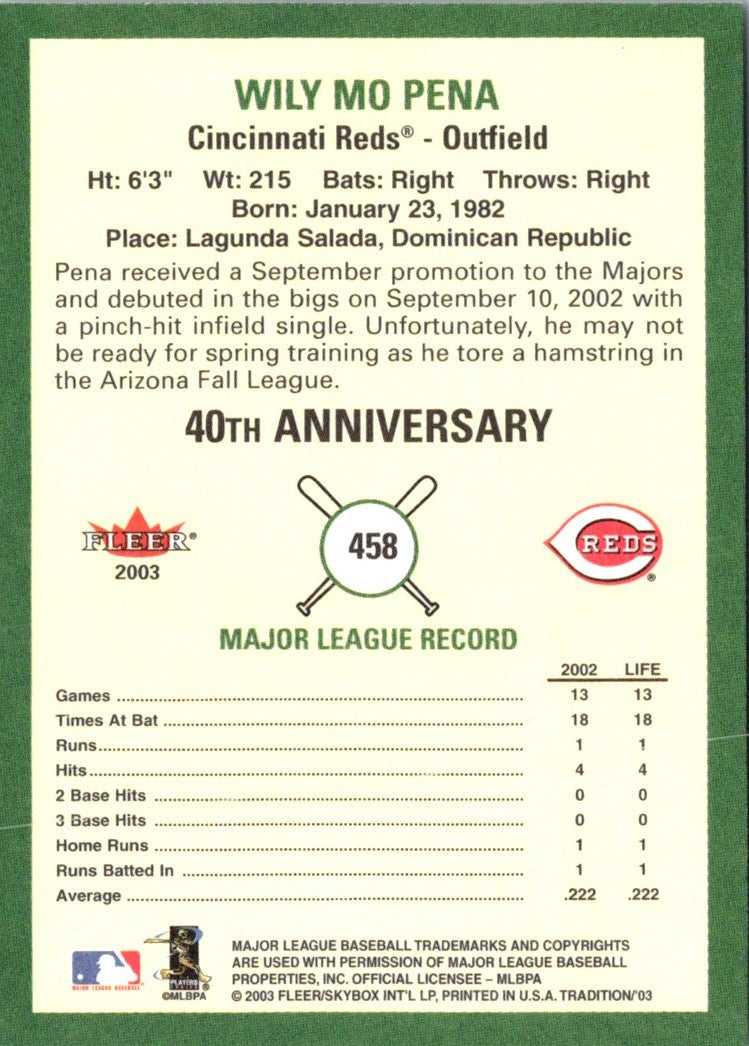 WILY MO PENA
Cincinnati Reds® - Outfield
Ht: 6'3" Wt: 215 Bats: Right Throws: Right
Born: January 23, 1982
Place: Lagunda Salada, Dominican Republic
Pena received a September promotion to the Majors
and debuted in the bigs on September 10, 2002 with
a pinch-hit infield single. Unfortunately, he may not
be ready for spring training as he tore a hamstring in
the Arizona Fall League.
40TH ANNIVERSARY
FLEER®
2003
458
REDS®
MAJOR LEAGUE RECORD
2002 LIFE
Games 13 13
Times At Bat 18 18
Runs 1 1
Hits 4 4
2 Base Hits 0 0
3 Base Hits 0 0
Home Runs 1 1
Runs Batted In 1 1
Average .222 .222
MAJOR LEAGUE BASEBALL
PLAYERS
©MLBPA
MAJOR LEAGUE BASEBALL TRADEMARKS AND COPYRIGHTS
ARE USED WITH PERMISSION OF MAJOR LEAGUE BASEBALL
PROPERTIES, INC. OFFICIAL LICENSEE – MLBPA
© 2003 FLEER/SKYBOX INT'L LP, PRINTED IN U.S.A. TRADITION/'03